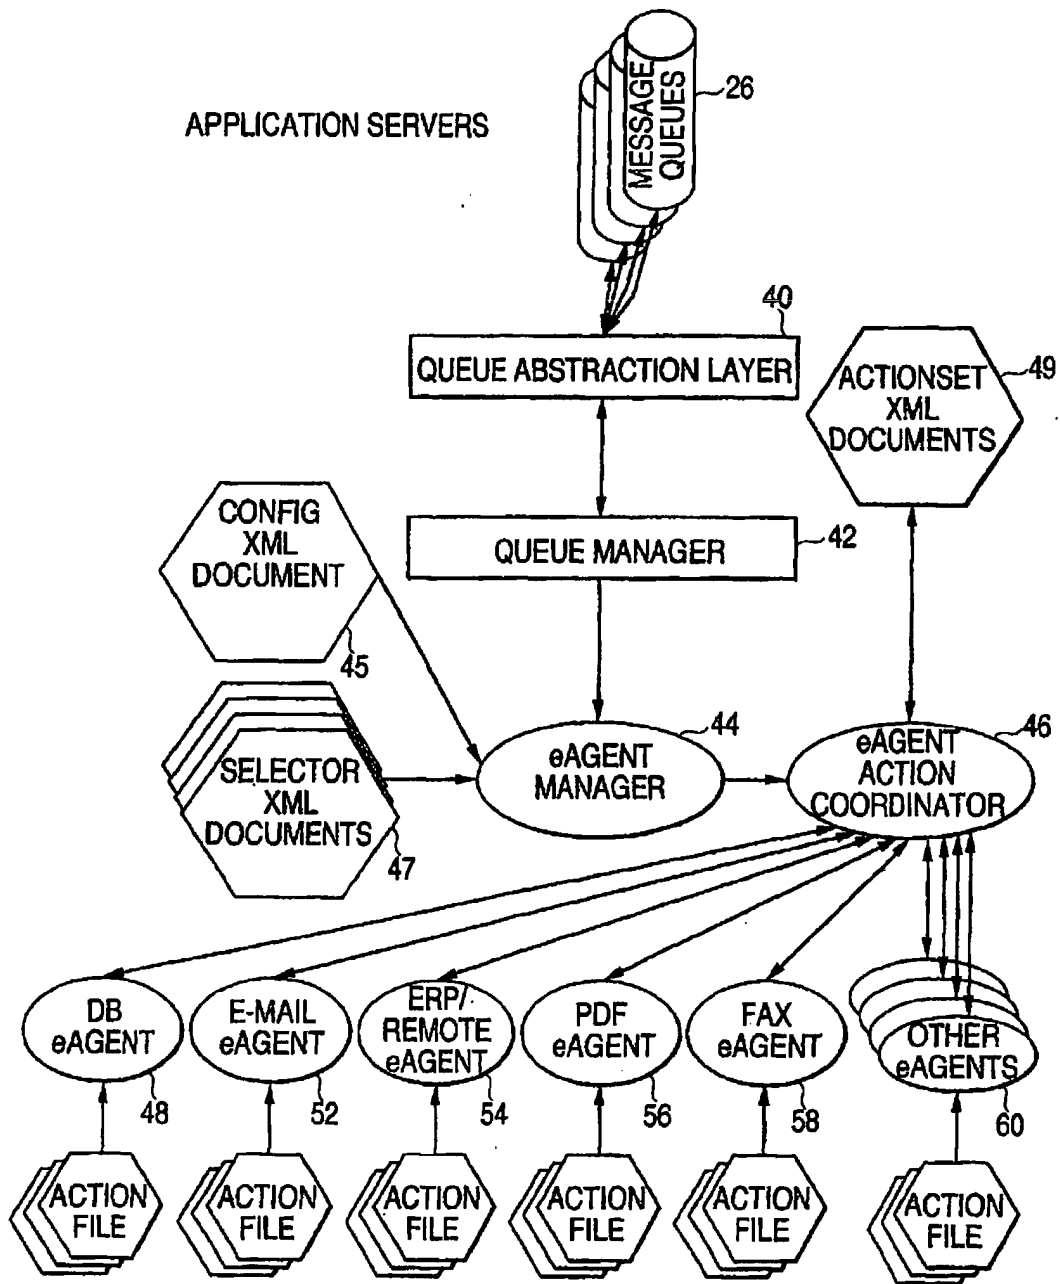 MESSAGE
QUEUES
26
APPLICATION SERVERS
40
QUEUE ABSTRACTION LAYER
ACTIONSET
XML
DOCUMENTS
49
CONFIG
XML
DOCUMENT
45
QUEUE MANAGER
42
SELECTOR
XML
DOCUMENTS
47
eAGENT
MANAGER
44
eAGENT
ACTION
COORDINATOR
46
DB
eAGENT
48
E-MAIL
eAGENT
52
ERP/
REMOTE
eAGENT
54
PDF
eAGENT
56
FAX
eAGENT
58
OTHER
eAGENTS
60
ACTION
FILE
ACTION
FILE
ACTION
FILE
ACTION
FILE
ACTION
FILE
ACTION
FILE